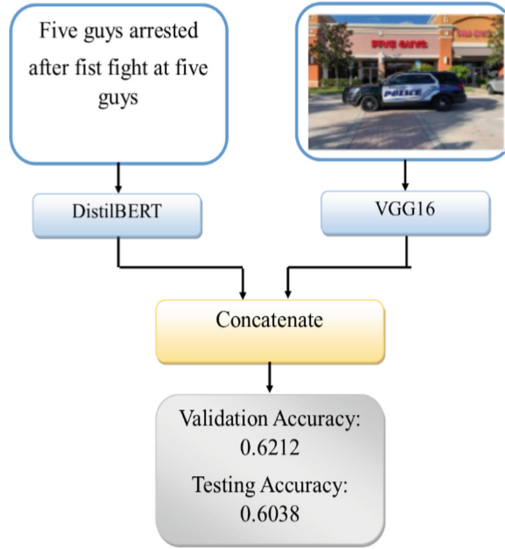 Five guys arrested
after fist fight at five
guys
FIVE GUYS
POLICE
DistilBERT
VGG16
Concatenate
Validation Accuracy:
0.6212
Testing Accuracy:
0.6038